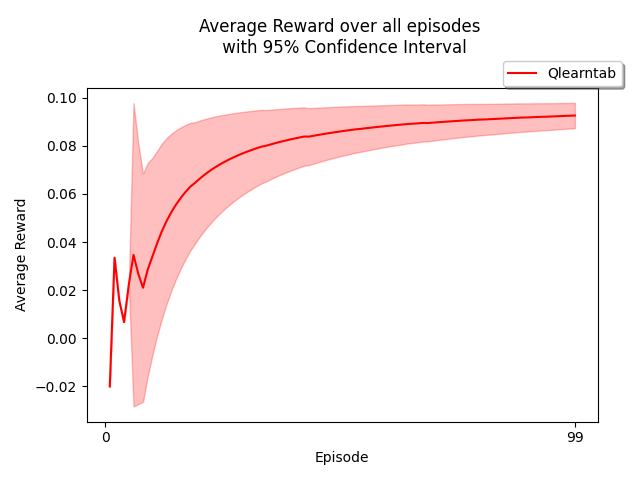 Average Reward over all episodes
with 95% Confidence Interval
Qlearntab
0.10
0.08
0.06
0.04
0.02
0.00
−0.02
Average Reward
0
99
Episode